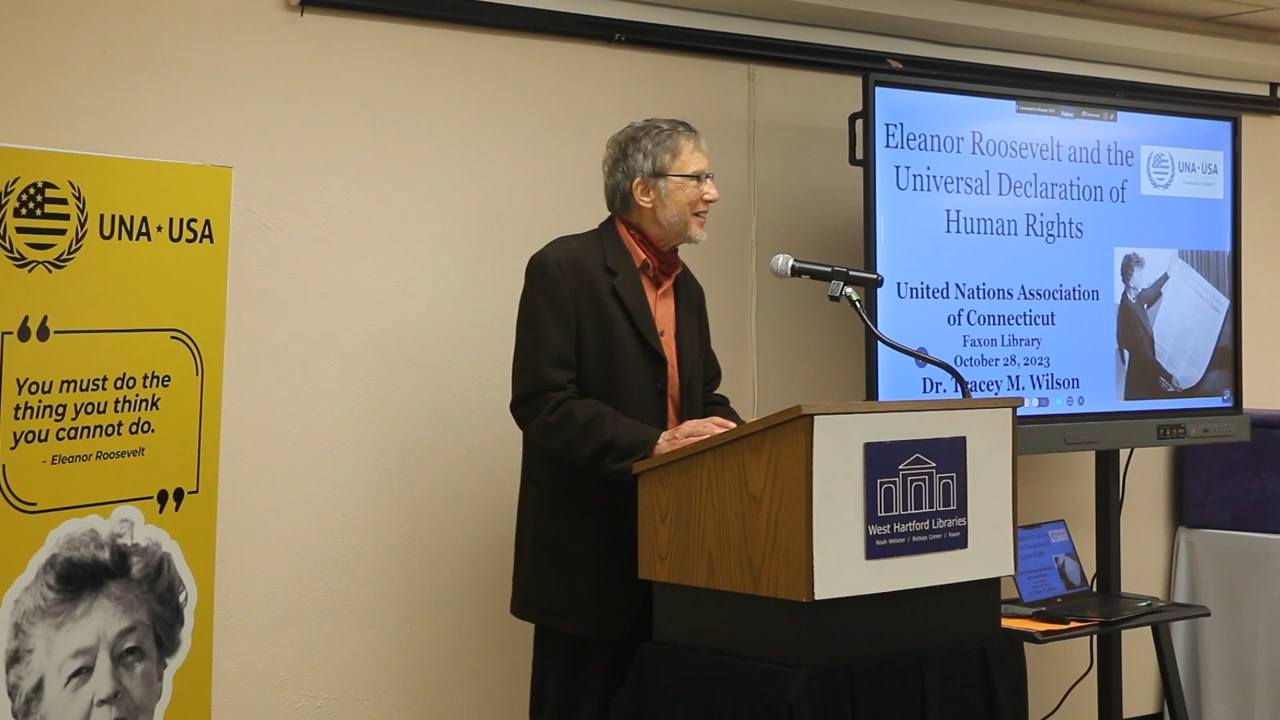 UNA★USA
“
You must do the
thing you think
you cannot do.
- Eleanor Roosevelt
”
Eleanor Roosevelt and the
Universal Declaration of
Human Rights
UNA★USA
United Nations Association
of Connecticut
Faxon Library
October 28, 2023
Dr. Tracey M. Wilson
West Hartford Libraries
Noah Webster / Bishops Corner / Faxon